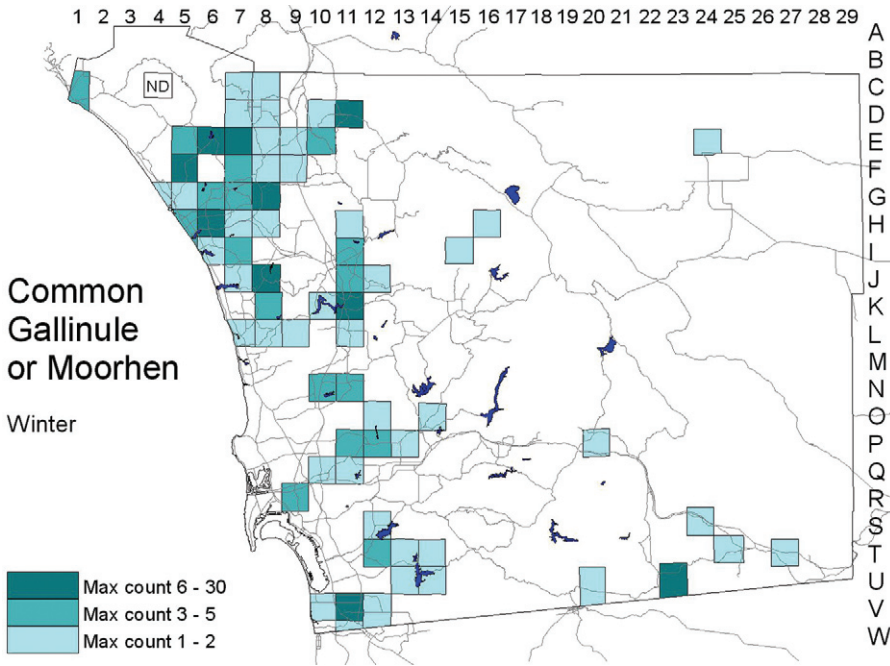 1 2 3 4 5 6 7 8 9 10 11 12 13 14 15 16 17 18 19 20 21 22 23 24 25 26 27 29
A
B
C
ND
D
E
F
G
H
I
J
K
L
M
N
O
P
Q
R
S
T
U
V
W
Common
Gallinule
or Moorhen
Winter
Max count 6 - 30
Max count 3 - 5
Max count 1 - 2